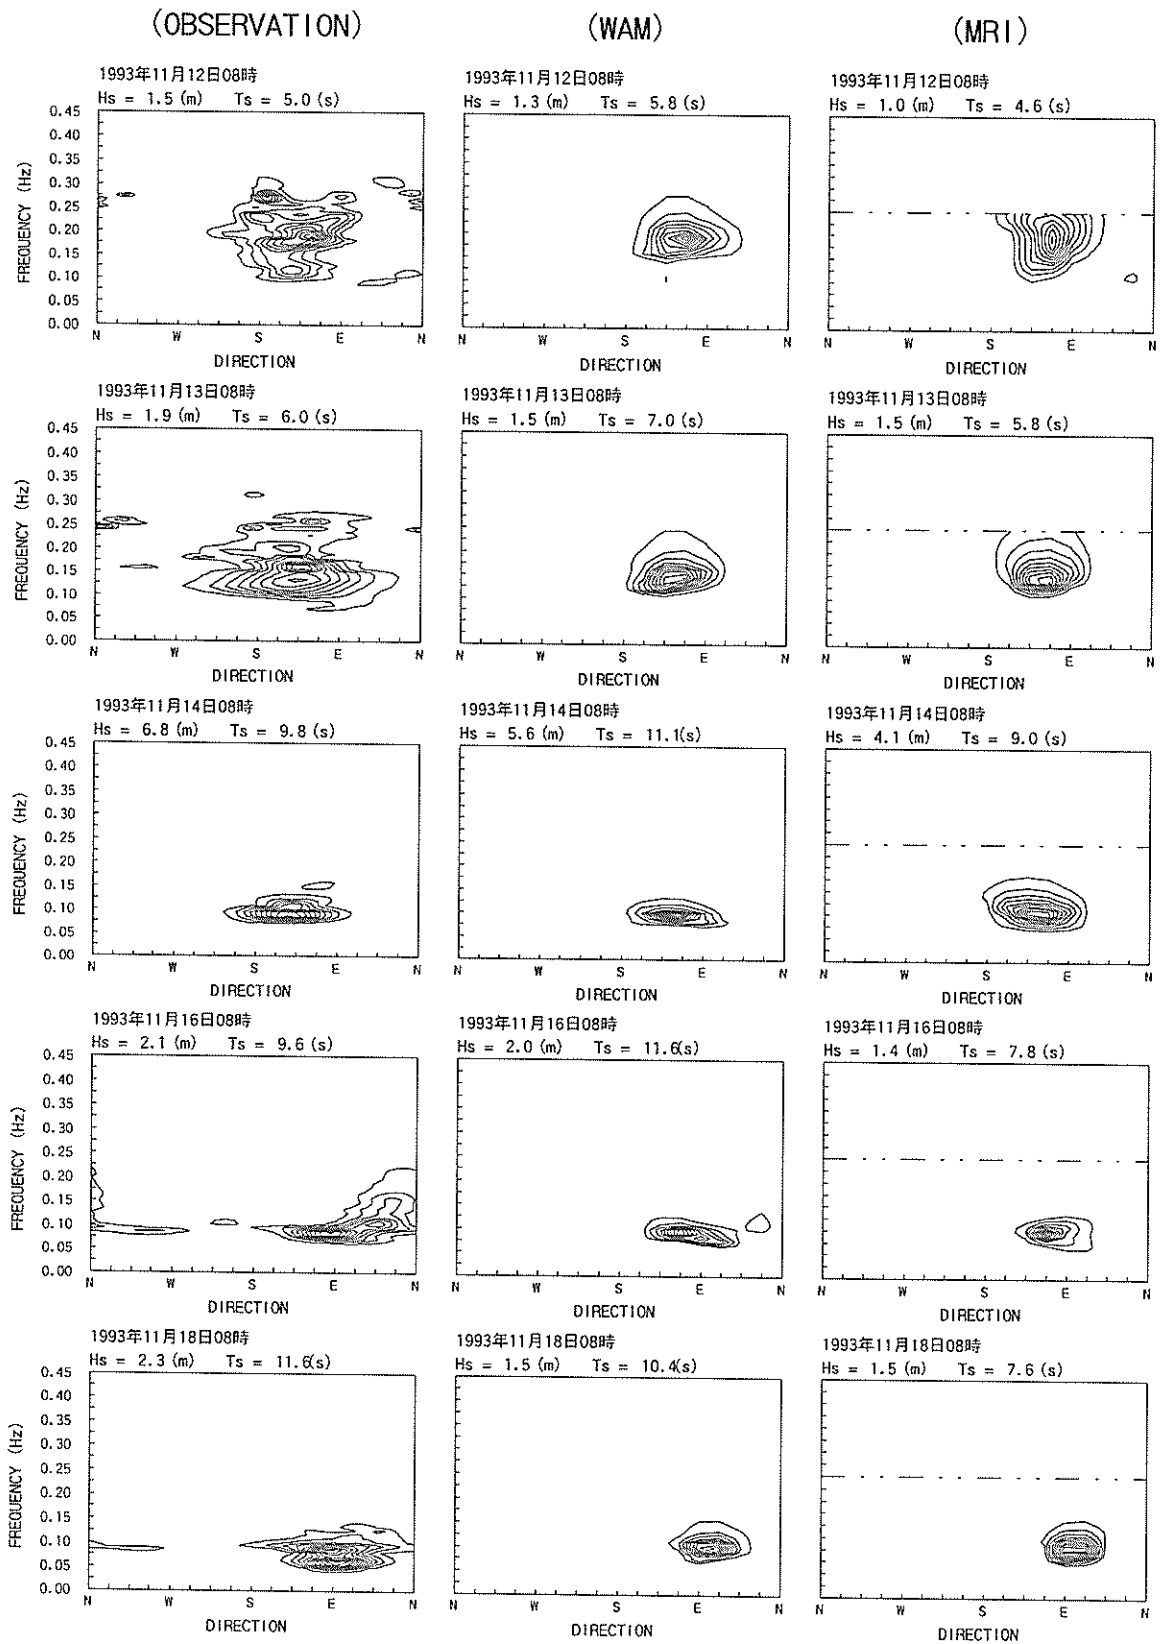 (OBSERVATION) (WAM) (MRI)
1993年11月12日08時 1993年11月12日08時 1993年11月12日08時
Hs = 1.5 (m) Ts = 5.0 (s) Hs = 1.3 (m) Ts = 5.8 (s) Hs = 1.0 (m) Ts = 4.6 (s)
0.45
0.40
0.35
0.30
0.25
0.20
0.15
0.10
0.05
0.00
FREQUENCY (Hz)
N W S E N N W S E N N W S E N
DIRECTION DIRECTION DIRECTION
1993年11月13日08時 1993年11月13日08時 1993年11月13日08時
Hs = 1.9 (m) Ts = 6.0 (s) Hs = 1.5 (m) Ts = 7.0 (s) Hs = 1.5 (m) Ts = 5.8 (s)
0.45
0.40
0.35
0.30
0.25
0.20
0.15
0.10
0.05
0.00
FREQUENCY (Hz)
N W S E N N W S E N N W S E N
DIRECTION DIRECTION DIRECTION
1993年11月14日08時 1993年11月14日08時 1993年11月14日08時
Hs = 6.8 (m) Ts = 9.8 (s) Hs = 5.6 (m) Ts = 11.1(s) Hs = 4.1 (m) Ts = 9.0 (s)
0.45
0.40
0.35
0.30
0.25
0.20
0.15
0.10
0.05
0.00
FREQUENCY (Hz)
N W S E N N W S E N N W S E N
DIRECTION DIRECTION DIRECTION
1993年11月16日08時 1993年11月16日08時 1993年11月16日08時
Hs = 2.1 (m) Ts = 9.6 (s) Hs = 2.0 (m) Ts = 11.6(s) Hs = 1.4 (m) Ts = 7.8 (s)
0.45
0.40
0.35
0.30
0.25
0.20
0.15
0.10
0.05
0.00
FREQUENCY (Hz)
N W S E N N W S E N N W S E N
DIRECTION DIRECTION DIRECTION
1993年11月18日08時 1993年11月18日08時 1993年11月18日08時
Hs = 2.3 (m) Ts = 11.6(s) Hs = 1.5 (m) Ts = 10.4(s) Hs = 1.5 (m) Ts = 7.6 (s)
0.45
0.40
0.35
0.30
0.25
0.20
0.15
0.10
0.05
0.00
FREQUENCY (Hz)
N W S E N N W S E N N W S E N
DIRECTION DIRECTION DIRECTION